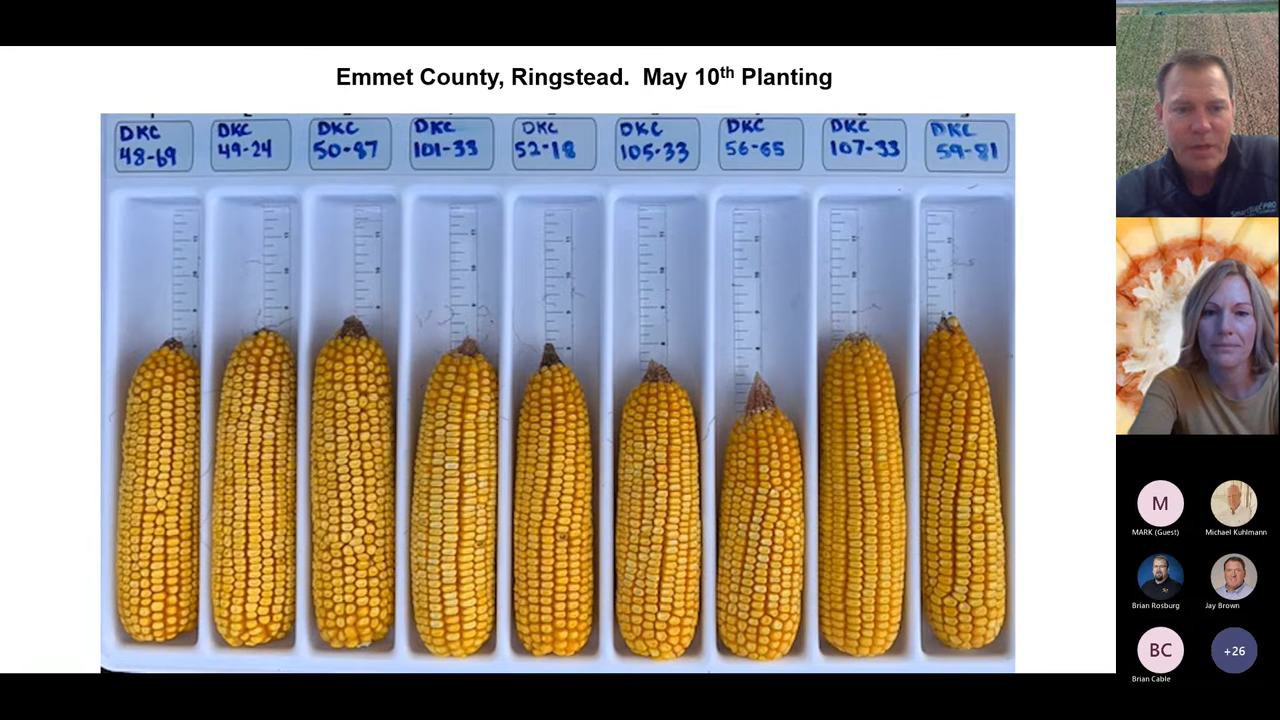 Emmet County, Ringstead. May 10th Planting
DKC
48-69
DKC
49-24
DKC
50-87
DKC
101-33
DKC
52-18
DKC
105-33
DKC
56-65
DKC
107-33
DKC
59-81
M
MARK (Guest)
Michael Kuhlmann
Brian Rosburg
Jay Brown
BC
Brian Cable
+26